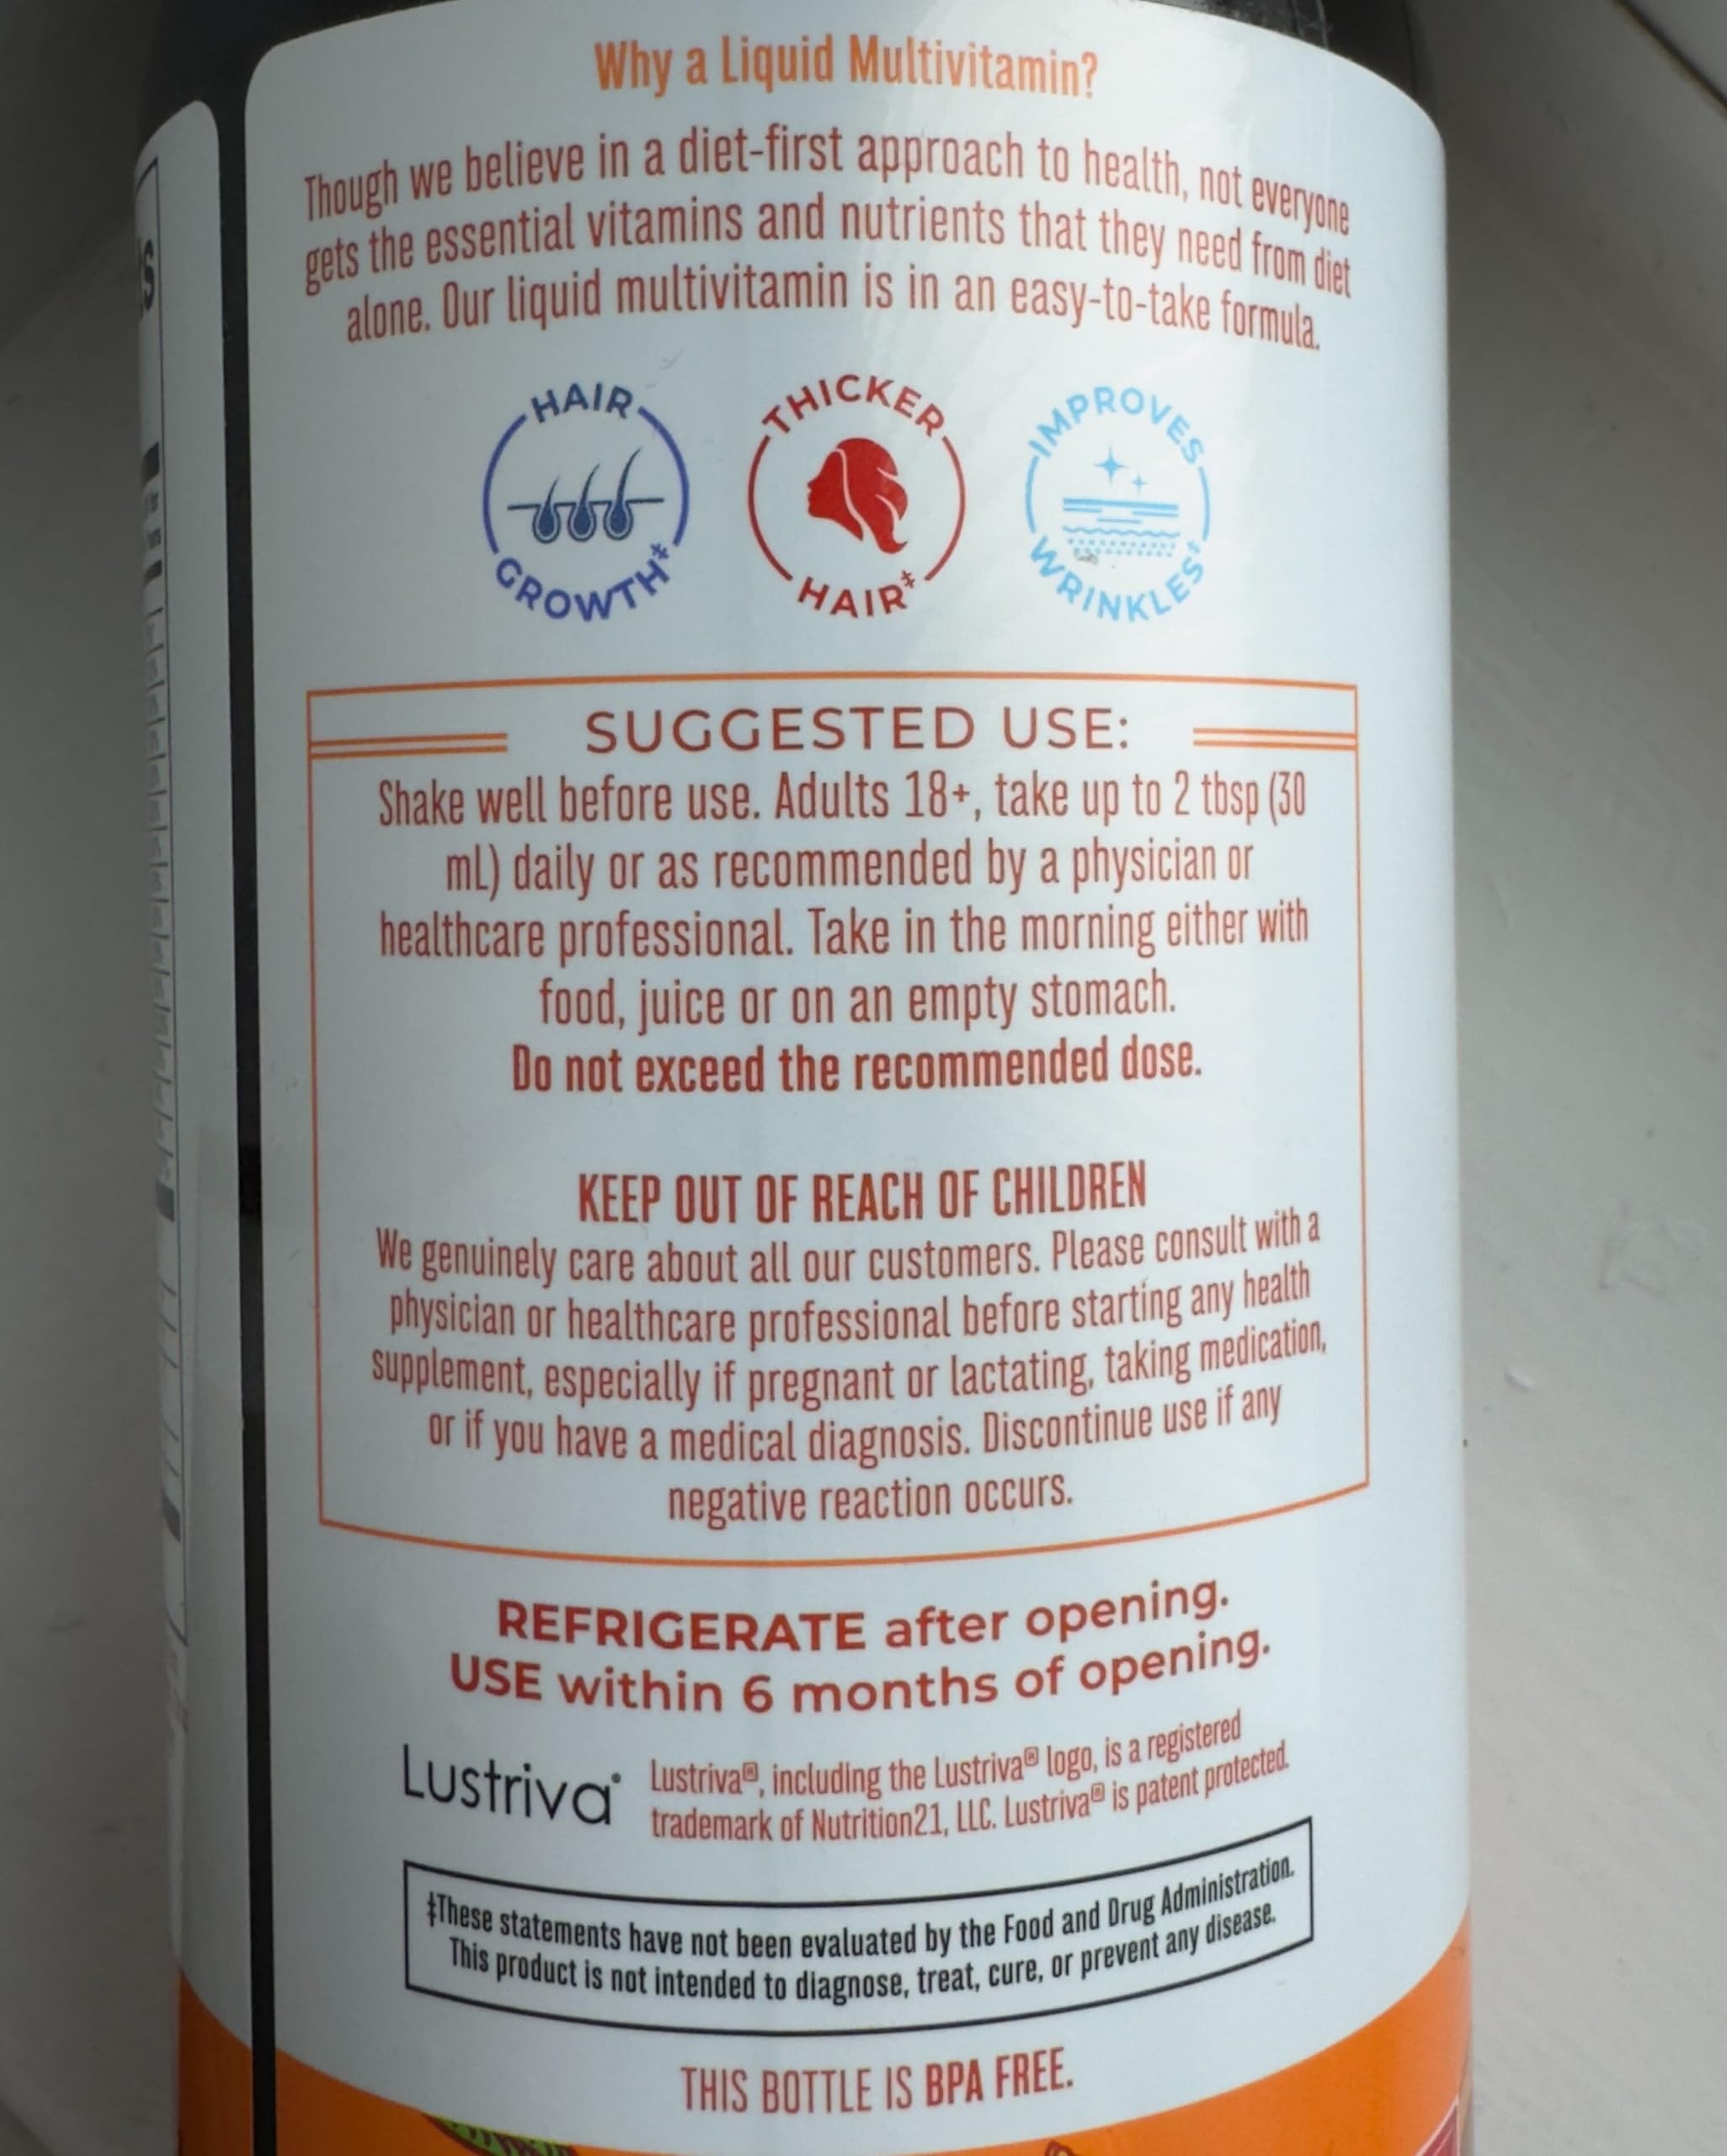 Why a Liquid Multivitamin?
Though we believe in a diet-first approach to health, not everyone
gets the essential vitamins and nutrients that they need from diet
alone. Our liquid multivitamin is in an easy-to-take formula.
HAIR
GROWTH‡
THICKER
HAIR‡
IMPROVES
WRINKLES‡
SUGGESTED USE:
Shake well before use. Adults 18+, take up to 2 tbsp (30
mL) daily or as recommended by a physician or
healthcare professional. Take in the morning either with
food, juice or on an empty stomach.
Do not exceed the recommended dose.
KEEP OUT OF REACH OF CHILDREN
We genuinely care about all our customers. Please consult with a
physician or healthcare professional before starting any health
supplement, especially if pregnant or lactating, taking medication,
or if you have a medical diagnosis. Discontinue use if any
negative reaction occurs.
REFRIGERATE after opening.
USE within 6 months of opening.
Lustriva®
Lustriva®, including the Lustriva® logo, is a registered
trademark of Nutrition21, LLC. Lustriva® is patent protected.
‡These statements have not been evaluated by the Food and Drug Administration.
This product is not intended to diagnose, treat, cure, or prevent any disease.
THIS BOTTLE IS BPA FREE.